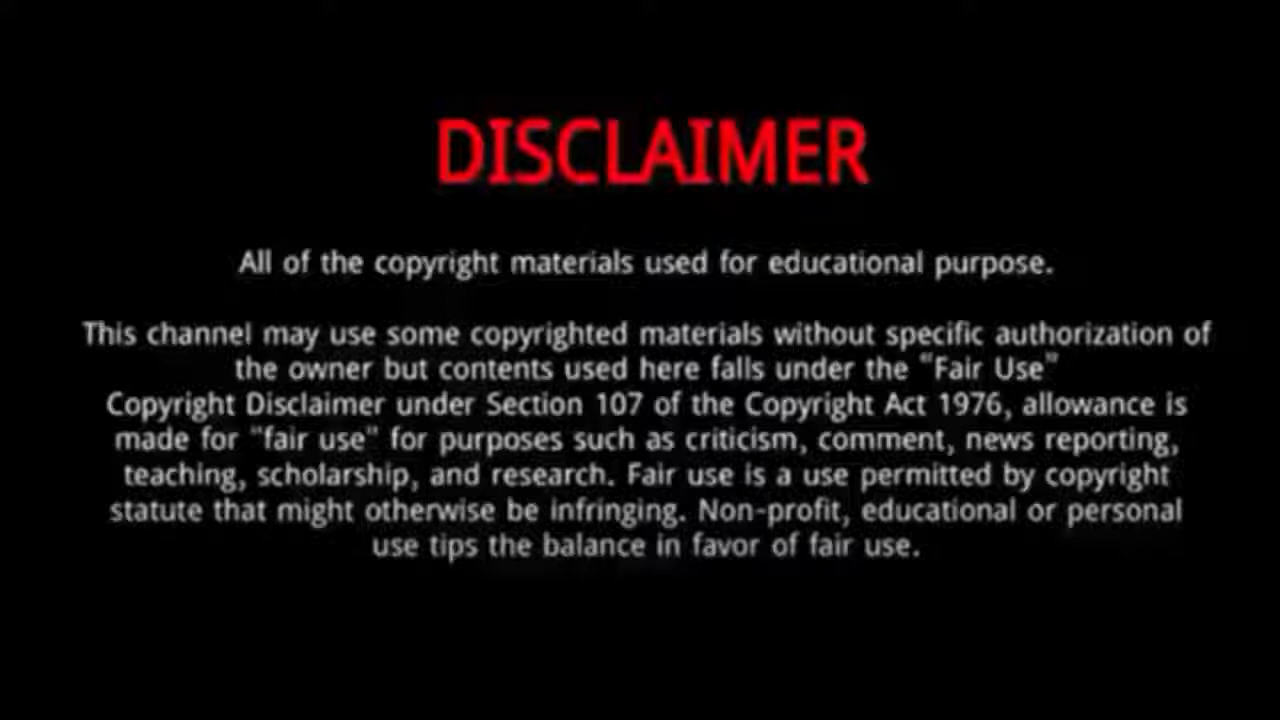 DISCLAIMER
All of the copyright materials used for educational purpose.
This channel may use some copyrighted materials without specific authorization of
the owner but contents used here falls under the “Fair Use”
Copyright Disclaimer under Section 107 of the Copyright Act 1976, allowance is
made for "fair use" for purposes such as criticism, comment, news reporting,
teaching, scholarship, and research. Fair use is a use permitted by copyright
statute that might otherwise be infringing. Non-profit, educational or personal
use tips the balance in favor of fair use.